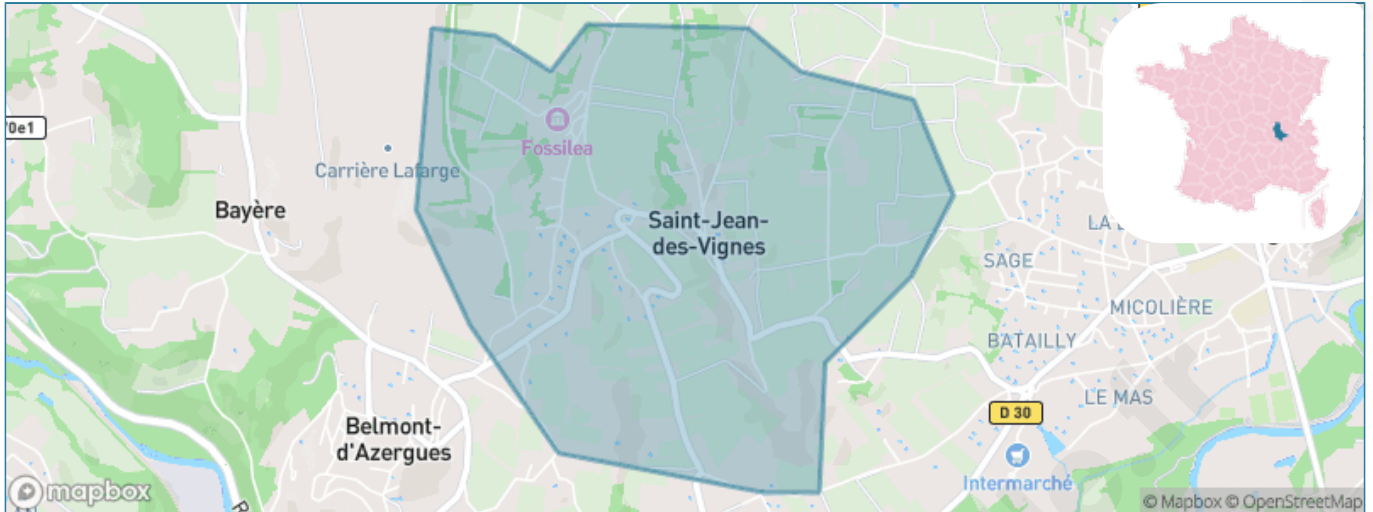 70e1
Fossilea
Carrière Lafarge
Bayère
Saint-Jean-
des-Vignes
SAGE
MICOLIÈRE
BATAILLY
LE MAS
D 30
Belmont-
d'Azergues
Intermarché
mapbox
© Mapbox © OpenStreetMap